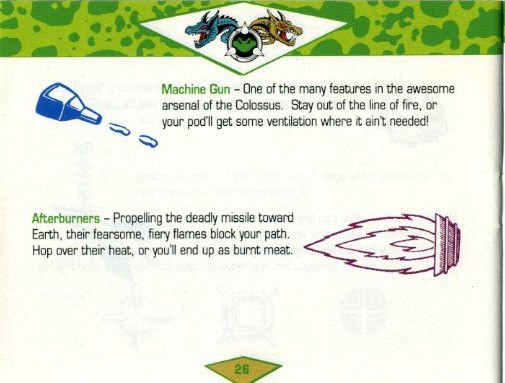 Machine Gun – One of the many features in the awesome
arsenal of the Colossus. Stay out of the line of fire, or
your pod'll get some ventilation where it ain't needed!
Afterburners – Propelling the deadly missile toward
Earth, their fearsome, fiery flames block your path.
Hop over their heat, or you'll end up as burnt meat.
26